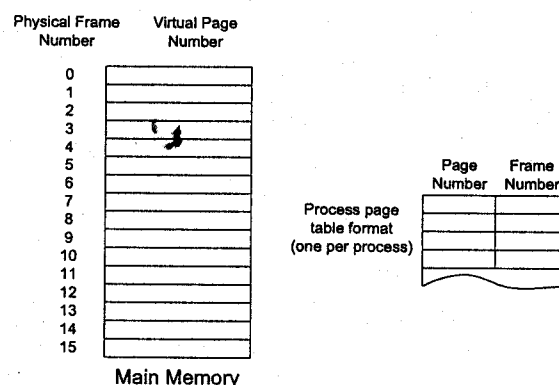 Physical Frame Number
Virtual Page Number
0
1
2
3
4
5
6
7
8
9
10
11
12
13
14
15
Main Memory
Page Number
Frame Number
Process page
table format
(one per process)